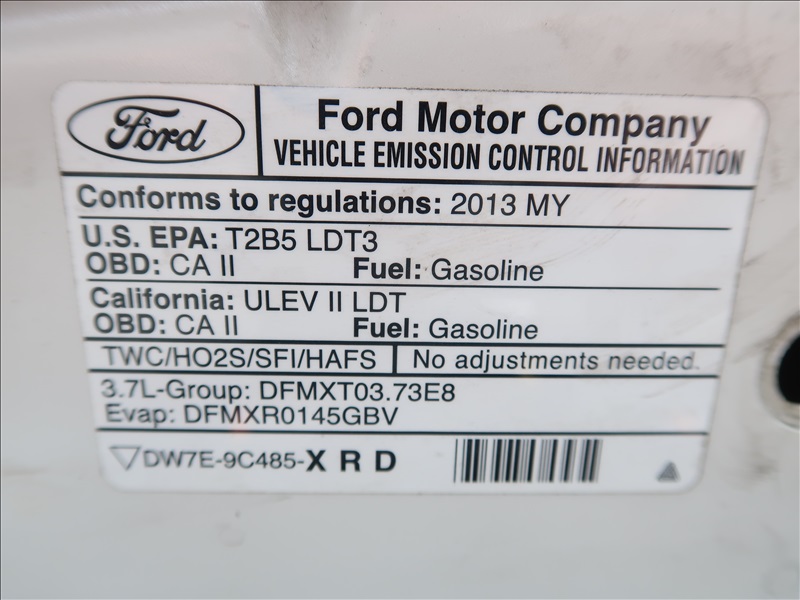 Ford
Ford Motor Company
VEHICLE EMISSION CONTROL INFORMATION
Conforms to regulations: 2013 MY
U.S. EPA: T2B5 LDT3
OBD: CA II Fuel: Gasoline
California: ULEV II LDT
OBD: CA II Fuel: Gasoline
TWC/HO2S/SFI/HAFS No adjustments needed.
3.7L-Group: DFMXT03.73E8
Evap: DFMXR0145GBV
DW7E-9C485-X R D